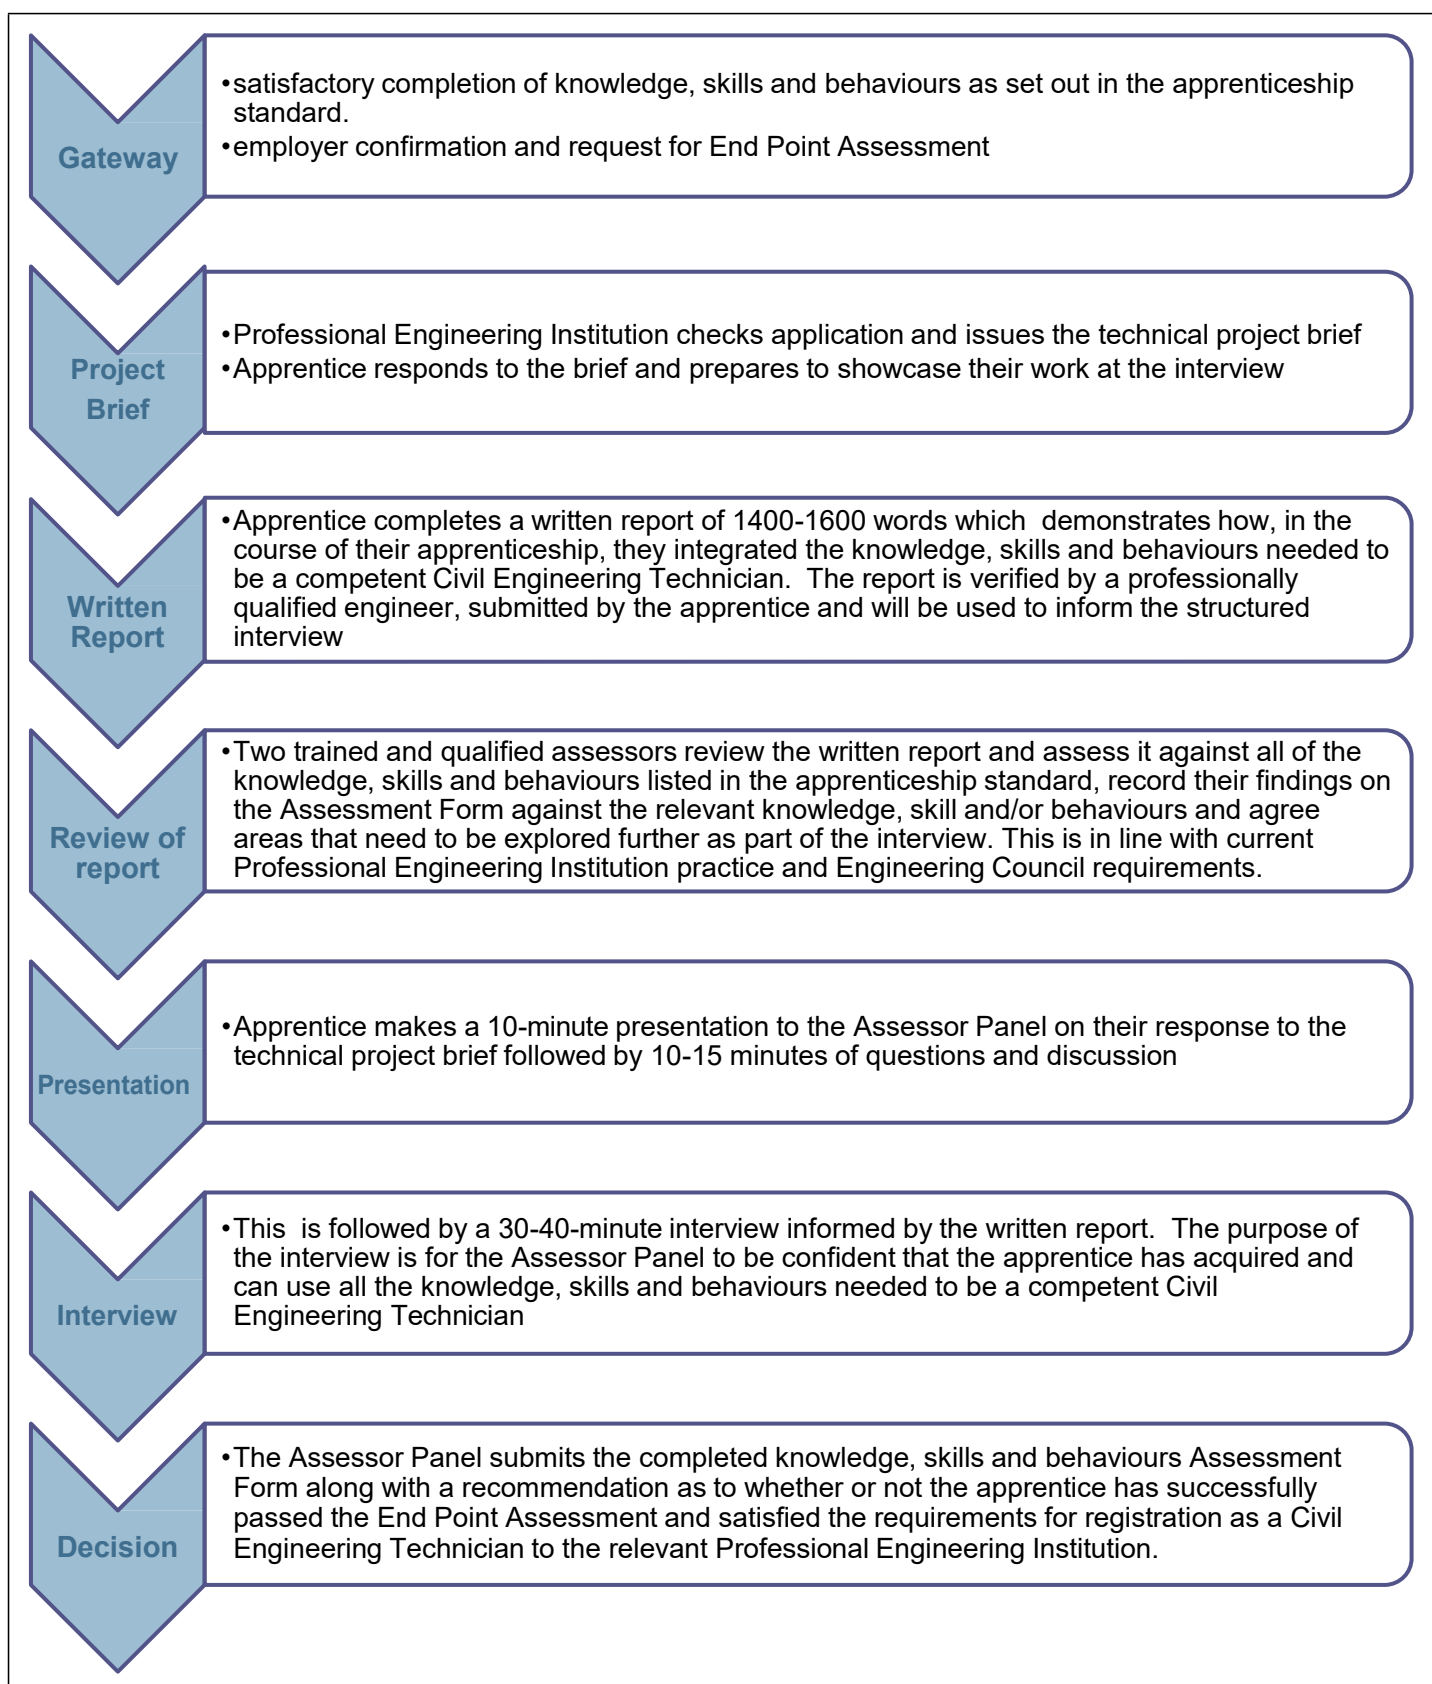 Gateway
•satisfactory completion of knowledge, skills and behaviours as set out in the apprenticeship
standard.
•employer confirmation and request for End Point Assessment
Project
Brief
•Professional Engineering Institution checks application and issues the technical project brief
•Apprentice responds to the brief and prepares to showcase their work at the interview
Written
Report
•Apprentice completes a written report of 1400-1600 words which  demonstrates how, in the
course of their apprenticeship, they integrated the knowledge, skills and behaviours needed to
be a competent Civil Engineering Technician.  The report is verified by a professionally
qualified engineer, submitted by the apprentice and will be used to inform the structured
interview
Review of
report
•Two trained and qualified assessors review the written report and assess it against all of the
knowledge, skills and behaviours listed in the apprenticeship standard, record their findings on
the Assessment Form against the relevant knowledge, skill and/or behaviours and agree
areas that need to be explored further as part of the interview. This is in line with current
Professional Engineering Institution practice and Engineering Council requirements.
Presentation
•Apprentice makes a 10-minute presentation to the Assessor Panel on their response to the
technical project brief followed by 10-15 minutes of questions and discussion
Interview
•This  is followed by a 30-40-minute interview informed by the written report.  The purpose of
the interview is for the Assessor Panel to be confident that the apprentice has acquired and
can use all the knowledge, skills and behaviours needed to be a competent Civil
Engineering Technician
Decision
•The Assessor Panel submits the completed knowledge, skills and behaviours Assessment
Form along with a recommendation as to whether or not the apprentice has successfully
passed the End Point Assessment and satisfied the requirements for registration as a Civil
Engineering Technician to the relevant Professional Engineering Institution.